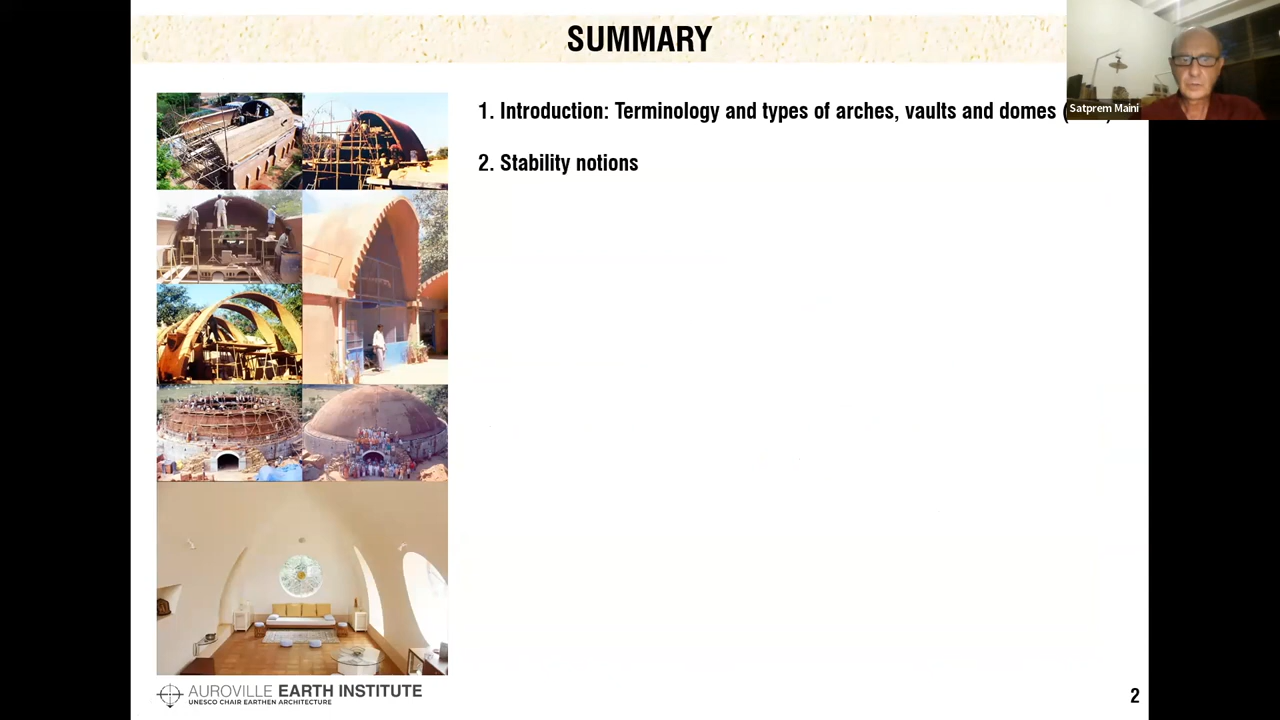 SUMMARY
Satprem Maini
1. Introduction: Terminology and types of arches, vaults and domes (
2. Stability notions
AUROVILLE EARTH INSTITUTE
UNESCO CHAIR EARTHEN ARCHITECTURE
2